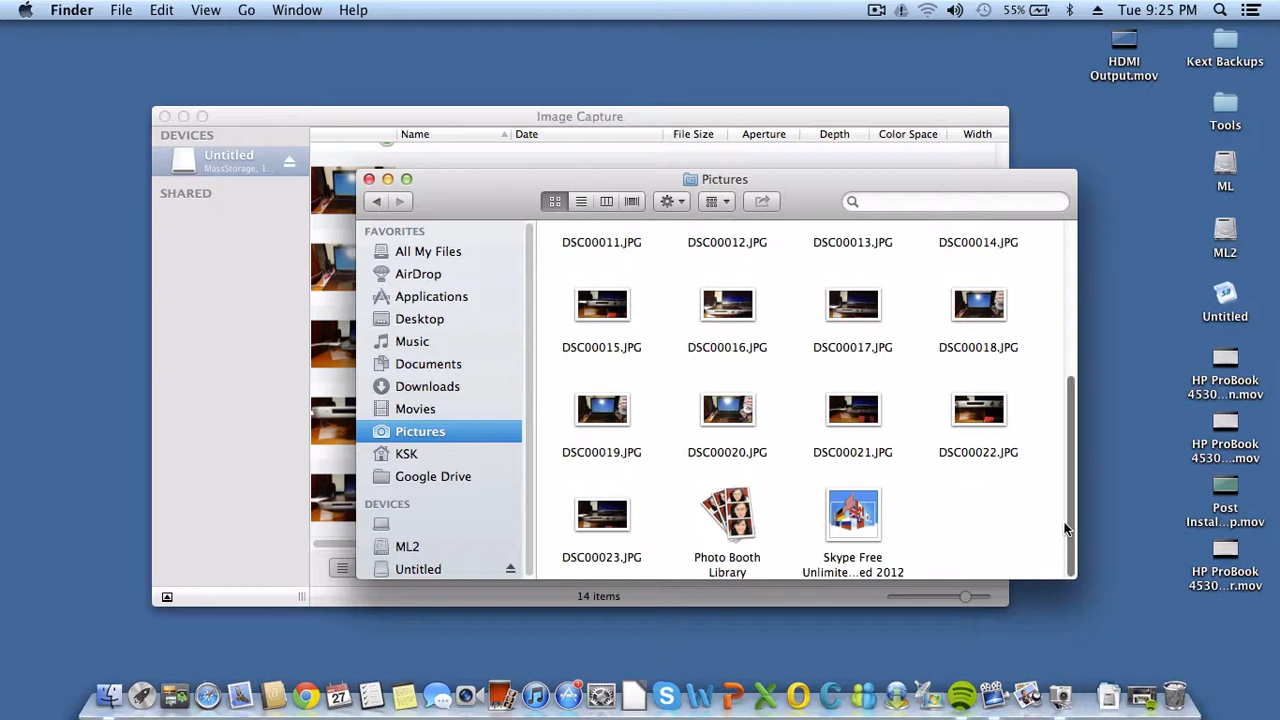 Finder File Edit View Go Window Help 55% Tue 9:25 PM
HDMI
Output.mov
Kext Backups
Tools
ML
ML2
Untitled
HP ProBook
4530...n.mov
HP ProBook
4530....mov
Post
Instal...p.mov
HP ProBook
4530...r.mov
Image Capture
DEVICES
Untitled
MassStorage, 1...
SHARED
Name Date File Size Aperture Depth Color Space Width
14 items
Pictures
FAVORITES
All My Files
AirDrop
Applications
Desktop
Music
Documents
Downloads
Movies
Pictures
KSK
Google Drive
DEVICES
ML2
Untitled
DSC00011.JPG DSC00012.JPG DSC00013.JPG DSC00014.JPG
DSC00015.JPG DSC00016.JPG DSC00017.JPG DSC00018.JPG
DSC00019.JPG DSC00020.JPG DSC00021.JPG DSC00022.JPG
DSC00023.JPG Photo Booth Skype Free
Library Unlimite...ed 2012
27